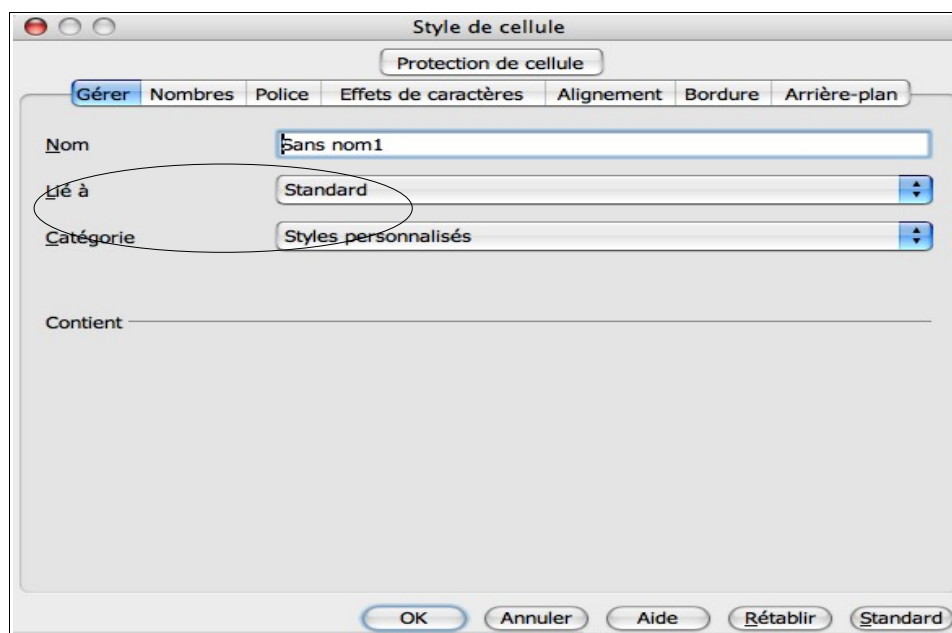 Style de cellule
Protection de cellule
Gérer Nombres Police Effets de caractères Alignement Bordure Arrière-plan
Nom Sans nom1
Lié à Standard
Catégorie Styles personnalisés
Contient
OK Annuler Aide Rétablir Standard